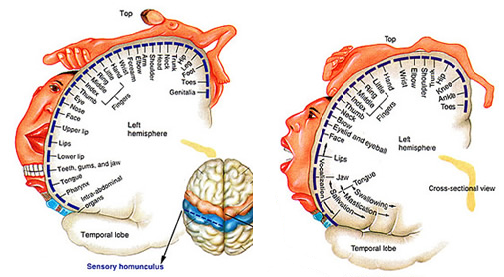 Top
Toes
Genitalia
Foot
Hip
Trunk
Neck
Head
Shoulder
Arm
Elbow
Forearm
Wrist
Hand
Little
Ring
Middle
Index
Thumb
Fingers
Eye
Nose
Face
Upper lip
Lips
Lower lip
Teeth, gums, and jaw
Tongue
Pharynx
Intra-abdominal
organs
Left
hemisphere
Temporal lobe
Sensory homunculus
Top
Toes
Ankle
Knee
Hip
Trunk
Shoulder
Elbow
Wrist
Hand
Little
Ring
Middle
Index
Thumb
Fingers
Neck
Brow
Eyelid and eyeball
Face
Lips
Jaw
Tongue
Swallowing
Mastication
Salivation
Vocalization
Left
hemisphere
Cross-sectional view
Temporal lobe